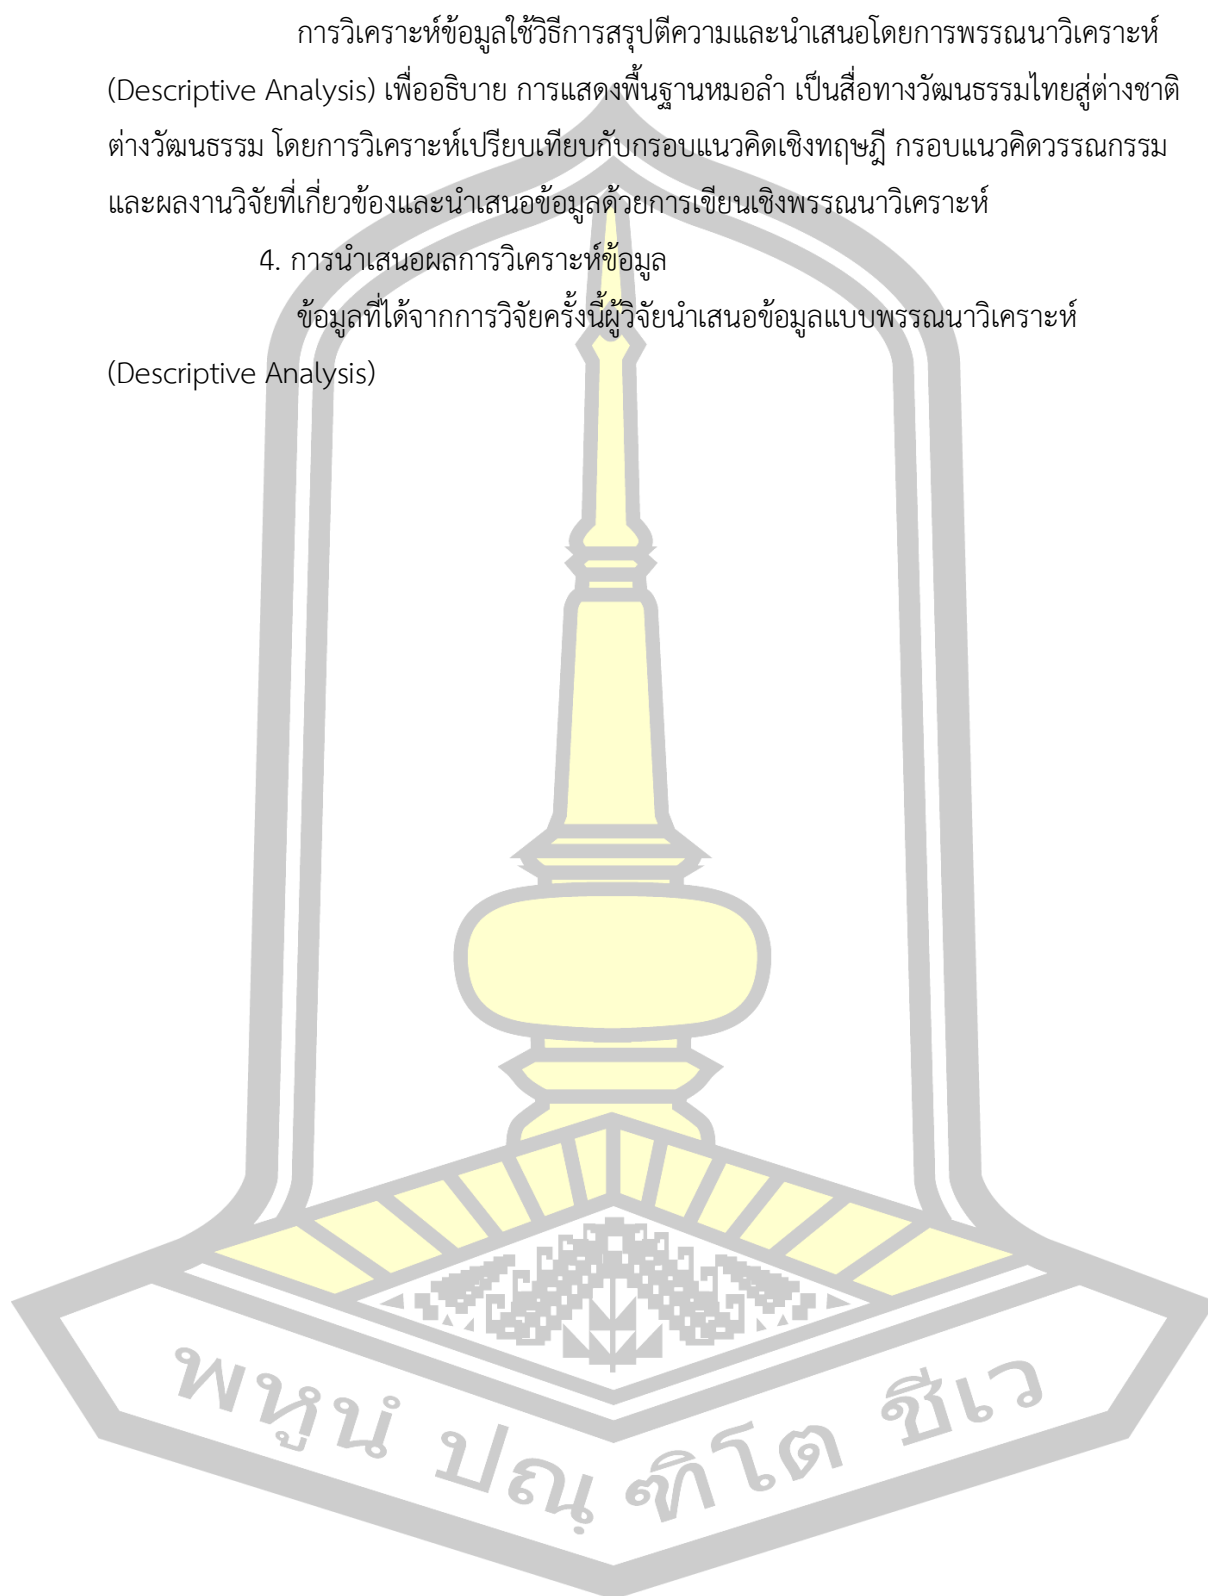 การวิเคราะห์ข้อมูลใช้วิธีการสรุปตีความและนำเสนอโดยการพรรณนาวิเคราะห์
(Descriptive Analysis) เพื่ออธิบาย การแสดงพื้นฐานหมอลำ เป็นสื่อทางวัฒนธรรมไทยสู่ต่างชาติ
ต่างวัฒนธรรม โดยการวิเคราะห์เปรียบเทียบกับกรอบแนวคิดเชิงทฤษฎี กรอบแนวคิดวรรณกรรม
และผลงานวิจัยที่เกี่ยวข้องและนำเสนอข้อมูลด้วยการเขียนเชิงพรรณนาวิเคราะห์
4. การนำเสนอผลการวิเคราะห์ข้อมูล
ข้อมูลที่ได้จากการวิจัยครั้งนี้ผู้วิจัยนำเสนอข้อมูลแบบพรรณนาวิเคราะห์
(Descriptive Analysis)
พหูนํ ปณฺ ฑิโต ชีเว